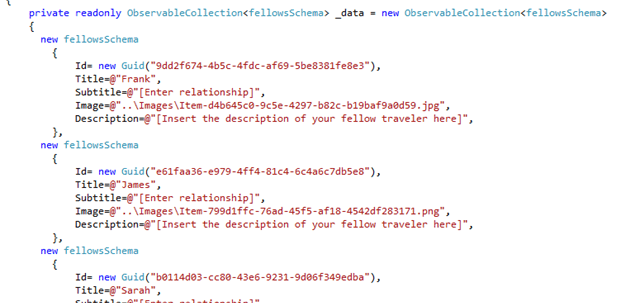 {
private readonly ObservableCollection<fellowsSchema> _data = new ObservableCollection<fellowsSchema>
{
new fellowsSchema
{
Id= new Guid("9dd2f674-4b5c-4fdc-af69-5be8381fe8e3"),
Title=@"Frank",
Subtitle=@"[Enter relationship]",
Image=@"..\Images\Item-d4b645c0-9c5e-4297-b82c-b19baf9a0d59.jpg",
Description=@"[Insert the description of your fellow traveler here]",
},
new fellowsSchema
{
Id= new Guid("e61faa36-e979-4ff4-81c4-6c4a6c7db5e8"),
Title=@"James",
Subtitle=@"[Enter relationship]",
Image=@"..\Images\Item-799d1ffc-76ad-45f5-af18-4542df283171.png",
Description=@"[Insert the description of your fellow traveler here]",
},
new fellowsSchema
{
Id= new Guid("b0114d03-cc80-43e6-9231-9d06f349edba"),
Title=@"Sarah",
Subtitle=@"[Enter relationship]",